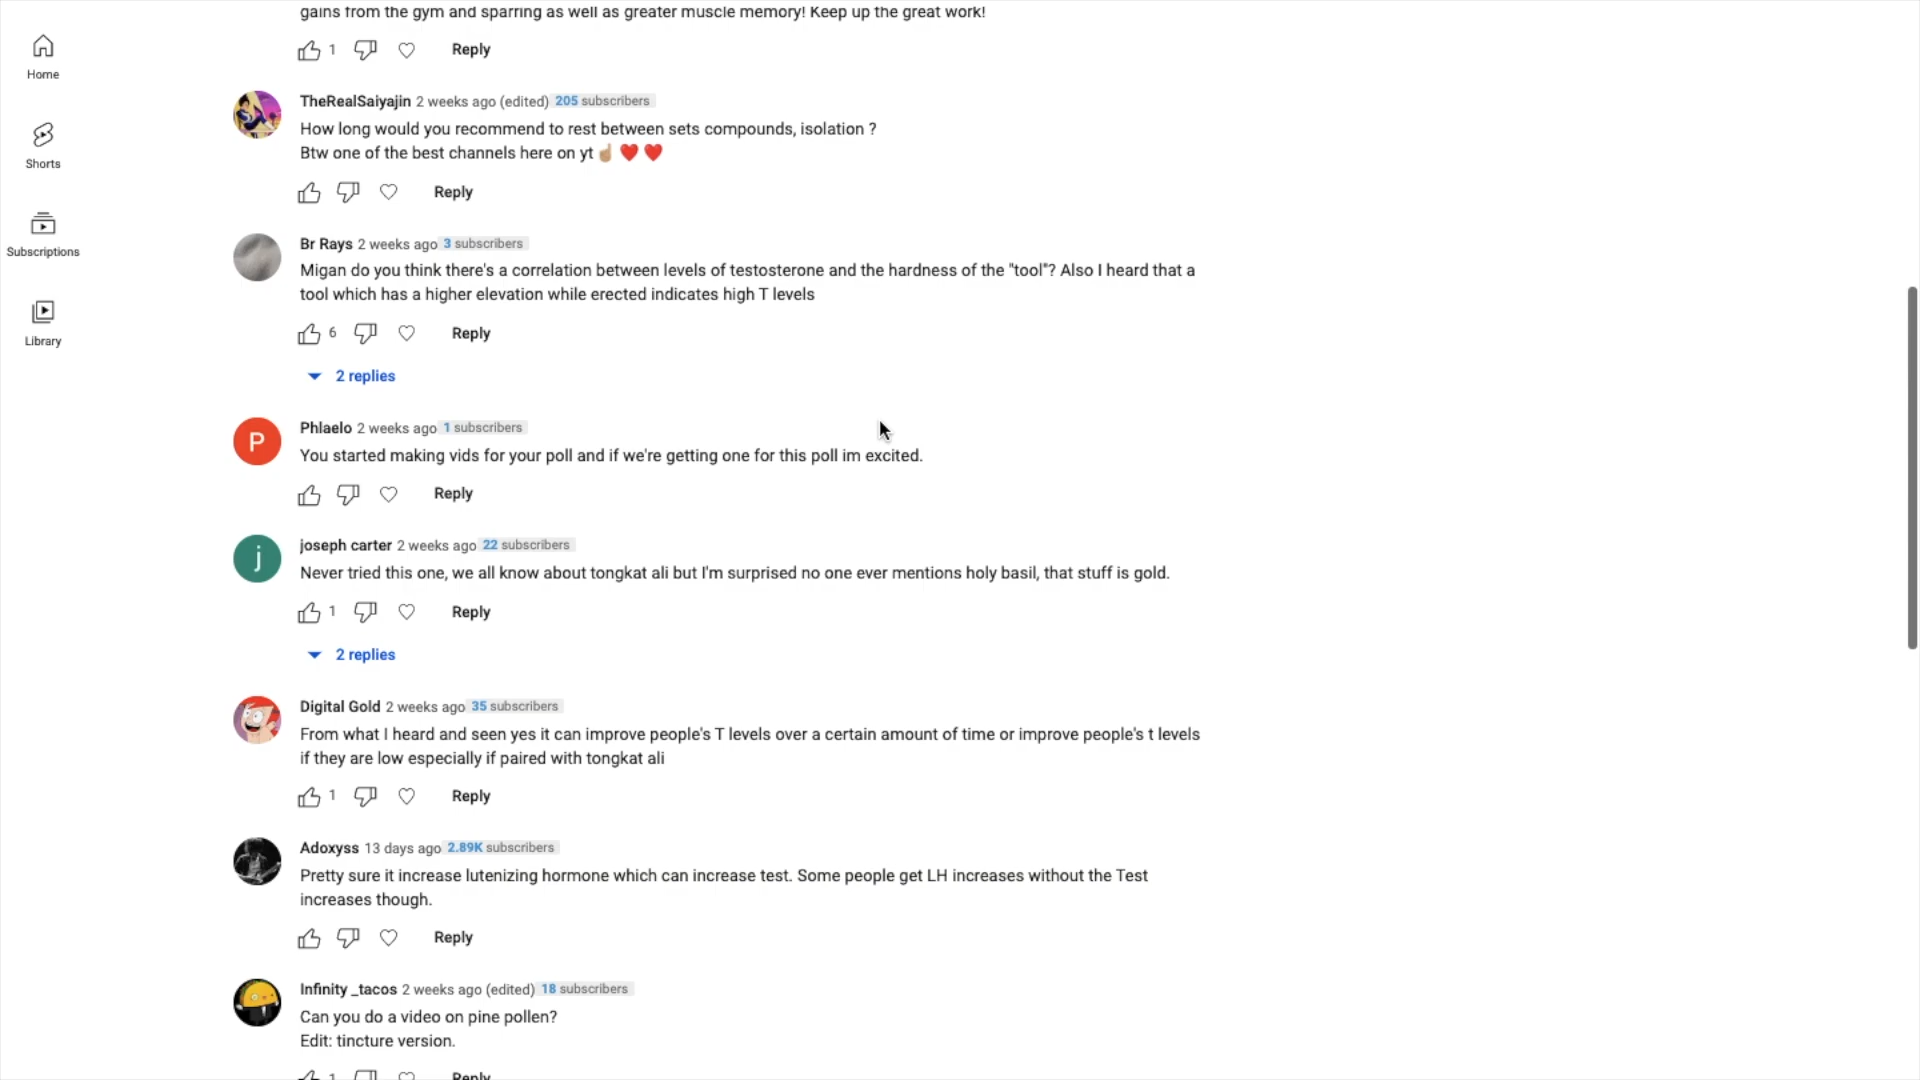 gains from the gym and sparring as well as greater muscle memory! Keep up the great work!
1 Reply
Home
TheRealSaiyajin 2 weeks ago (edited) 205 subscribers
How long would you recommend to rest between sets compounds, isolation ?
Btw one of the best channels here on yt☝🏼 ❤️ ❤️
Shorts
Reply
Br Rays 2 weeks ago 3 subscribers
Subscriptions
Migan do you think there's a correlation between levels of testosterone and the hardness of the "tool"? Also I heard that a
tool which has a higher elevation while erected indicates high T levels
6 Reply
Library
2 replies
P
Phlaelo 2 weeks ago 1 subscribers
You started making vids for your poll and if we're getting one for this poll im excited.
Reply
j
joseph carter 2 weeks ago 22 subscribers
Never tried this one, we all know about tongkat ali but I'm surprised no one ever mentions holy basil, that stuff is gold.
1 Reply
2 replies
Digital Gold 2 weeks ago 35 subscribers
From what I heard and seen yes it can improve people's T levels over a certain amount of time or improve people's t levels
if they are low especially if paired with tongkat ali
1 Reply
Adoxyss 13 days ago 2.89K subscribers
Pretty sure it increase lutenizing hormone which can increase test. Some people get LH increases without the Test
increases though.
Reply
Infinity _tacos 2 weeks ago (edited) 18 subscribers
Can you do a video on pine pollen?
Edit: tincture version.
1 Reply